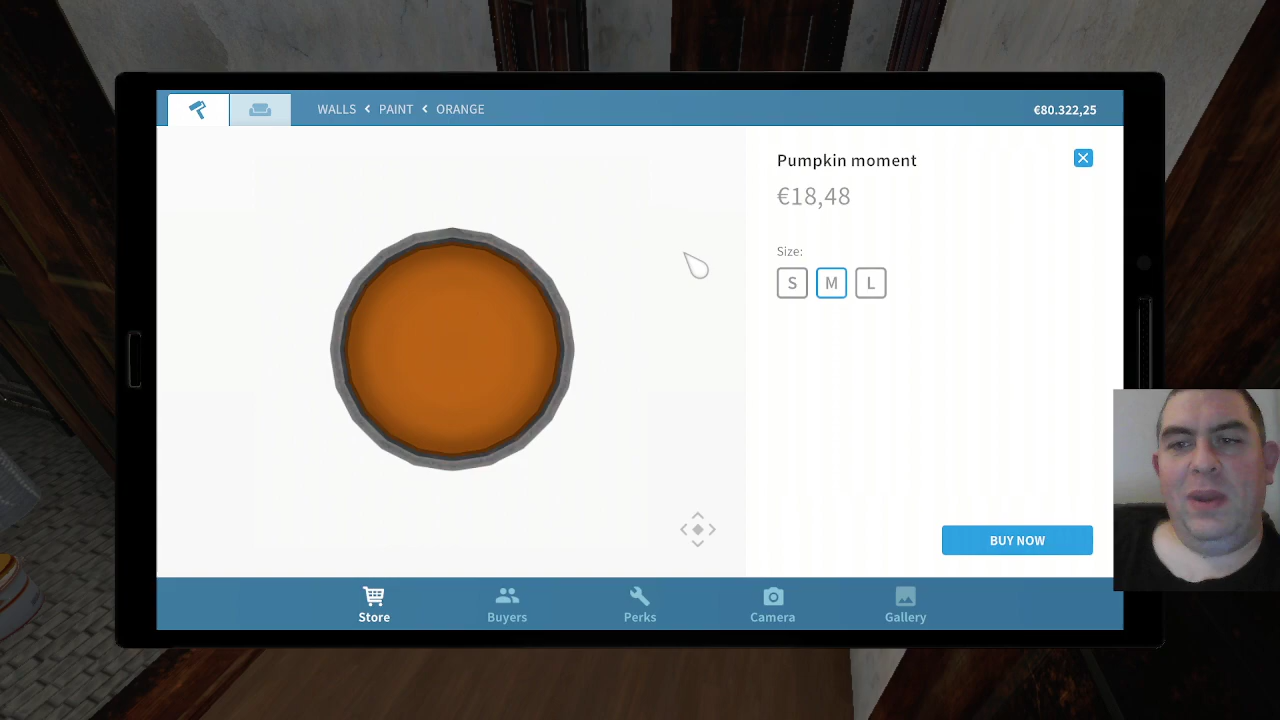 WALLS < PAINT < ORANGE
€80.322,25
Pumpkin moment
€18,48
Size:
S M L
BUY NOW
Store Buyers Perks Camera Gallery